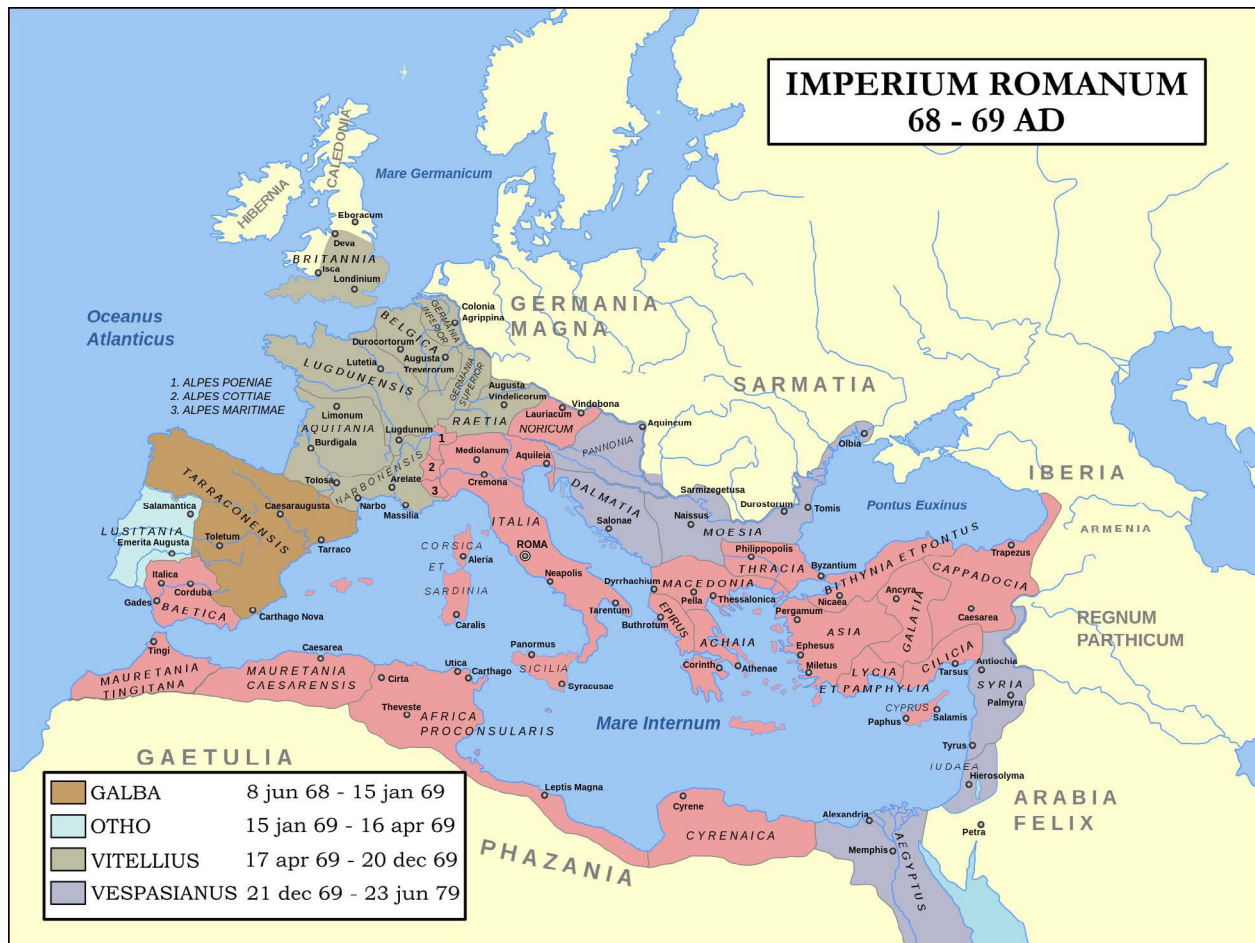 IMPERIUM ROMANUM
68 - 69 AD
CALEDONIA
HIBERNIA
Mare Germanicum
Eboracum
Deva
BRITANNIA
Isca
Londinium
Oceanus
Atlanticus
GERMANIA
MAGNA
Colonia
Agrippina
GERMANIA
INFERIOR
BELGICA
Durocortorum
Augusta
Treverorum
Lutetia
LUGDUNENSIS
GERMANIA
SUPERIOR
SARMATIA
1. ALPES POENIAE
2. ALPES COTTIAE
3. ALPES MARITIMAE
Augusta
Vindelicorum
Vindobona
Lauriacum
NORICUM
RAETIA
Aquincum
PANNONIA
Limonum
AQUITANIA
Lugdunum
Burdigala
1
2
3
Mediolanum
Aquileia
Cremona
Olbia
IBERIA
Tolosa
NARBONENSIS
Arelate
Narbo
Massilia
DALMATIA
Salonae
Sarmizegetusa
Naissus
MOESIA
Durostorum
Tomis
Pontus Euxinus
ARMENIA
TARRACONENSIS
Salamantica
Caesaraugusta
LUSITANIA
Emerita Augusta
Toletum
Tarraco
ITALIA
ROMA
CORSICA
Aleria
ET
SARDINIA
Caralis
Neapolis
Tarentum
Philippopolis
THRACIA
Byzantium
BITHYNIA ET PONTUS
Trapezus
CAPPADOCIA
Italica
Corduba
Gades
BAETICA
Carthago Nova
Dyrrhachium
MACEDONIA
Pella
Thessalonica
Buthrotum
EPIRUS
ACHAIA
Corinth
Athenae
Nicaea
Ancyra
GALATIA
Caesarea
Pergamum
ASIA
Ephesus
Miletus
LYCIA
ET PAMPHYLIA
CILICIA
Tarsus
Antiochia
SYRIA
Palmyra
REGNUM
PARTHICUM
Tingi
MAURETANIA
TINGITANA
Caesarea
MAURETANIA
CAESARENSIS
Utica
Carthago
Cirta
Theveste
AFRICA
PROCONSULARIS
Panormus
SICILIA
Syracusae
Mare Internum
CYPRUS
Paphus
Salamis
Tyrus
IUDAEA
Hierosolyma
GAETULIA
Leptis Magna
Cyrene
CYRENAICA
Alexandria
Memphis
AEGYPTUS
Petra
ARABIA
FELIX
PHAZANIA
GALBA 8 jun 68 - 15 jan 69
OTHO 15 jan 69 - 16 apr 69
VITELLIUS 17 apr 69 - 20 dec 69
VESPASIANUS 21 dec 69 - 23 jun 79